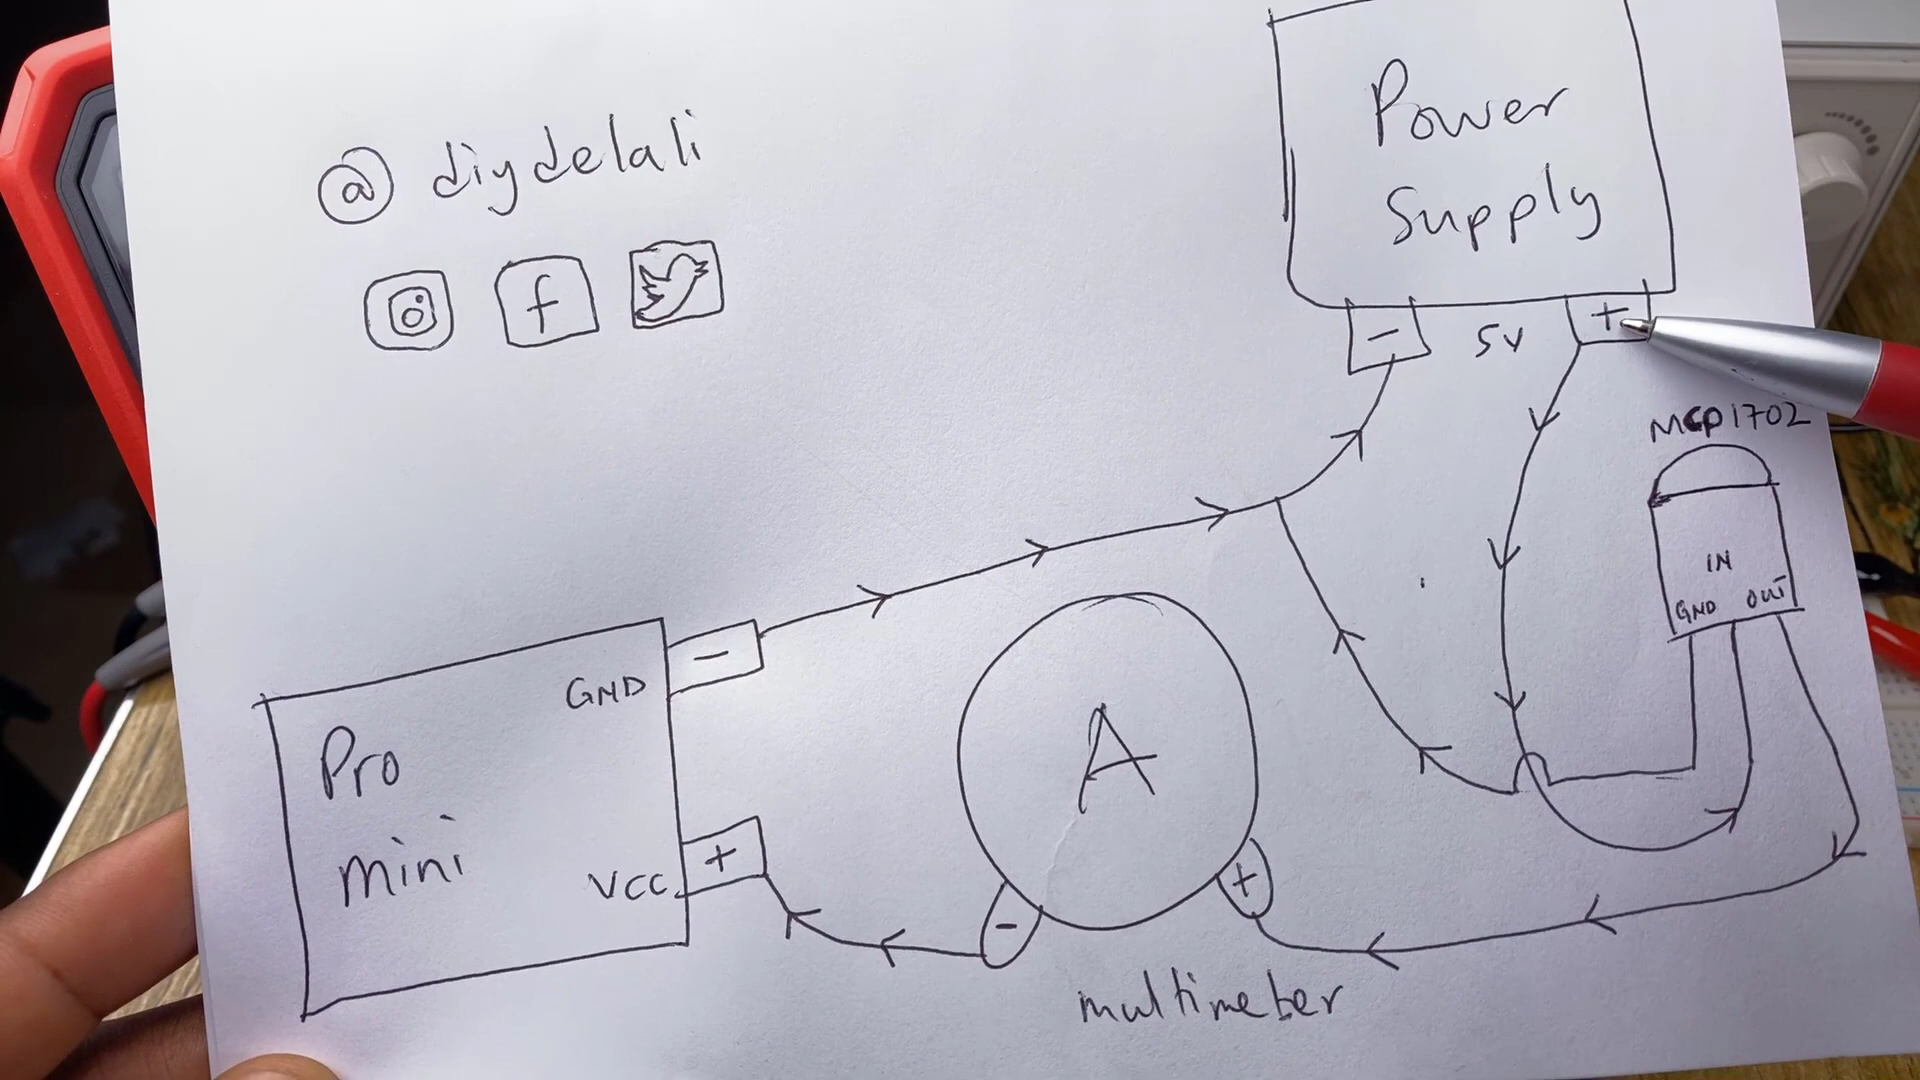 @diydelali
f
Power
Supply
- 5V +
MCP1702
IN
GND OUT
GND -
Pro
mini
VCC +
A
- +
multimeter